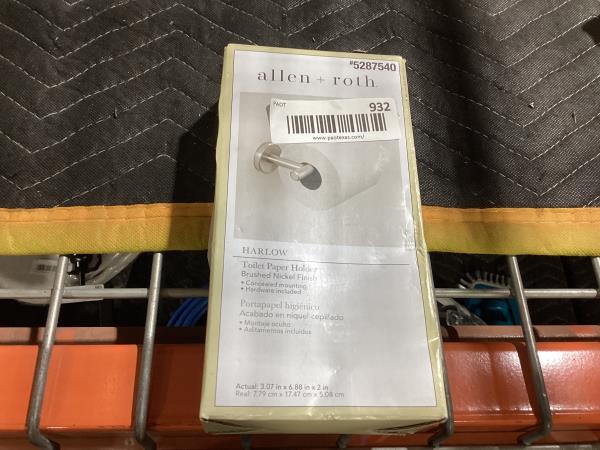 #5287540
allen + roth
PAOT
932
www.paotexas.com/
HARLOW
Toilet Paper Holder
Brushed Nickel Finish
• Concealed mounting
• Hardware included
Portapapel higiénico
Acabado en níquel cepillado
• Montaje oculto
• Aditamentos incluidos
Actual: 3.07 in x 6.88 in x 2 in
Real: 7.79 cm x 17.47 cm x 5.08 cm